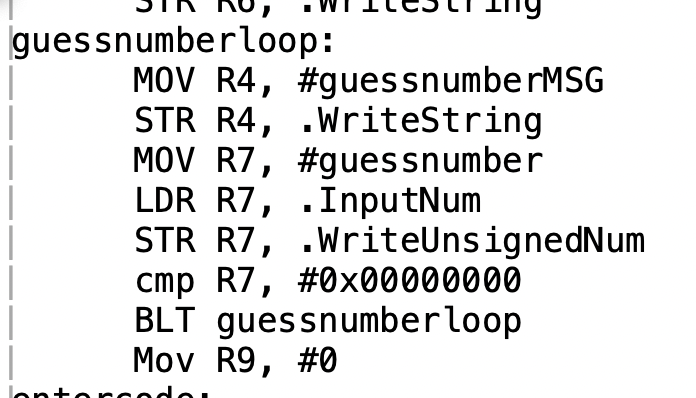 STR R6, .WriteString
guessnumberloop:
MOV R4, #guessnumberMSG
STR R4, .WriteString
MOV R7, #guessnumber
LDR R7, .InputNum
STR R7, .WriteUnsignedNum
cmp R7, #0x00000000
BLT guessnumberloop
Mov R9, #0
entercode: